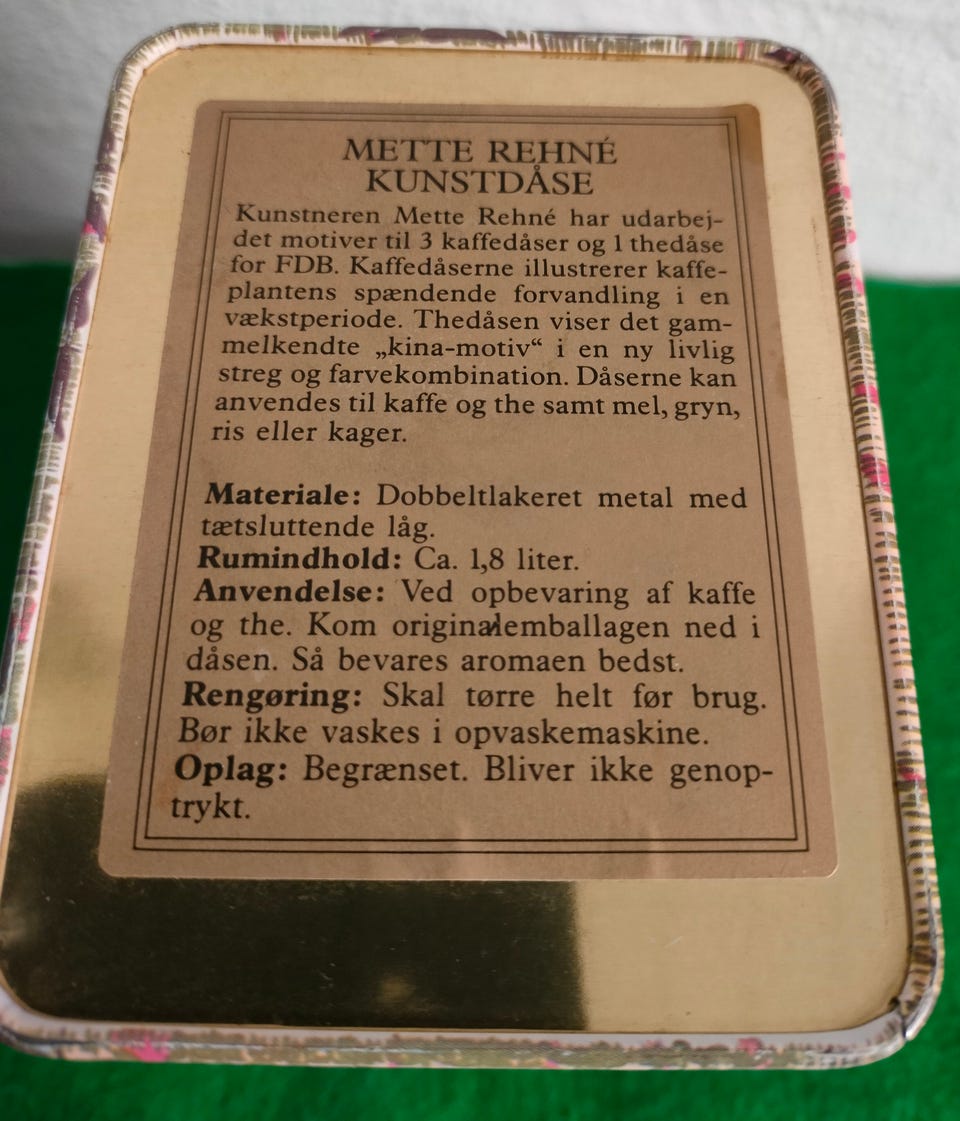 METTE REHNÉ
KUNSTDÅSE
Kunstneren Mette Rehné har udarbej-
det motiver til 3 kaffedåser og 1 thedåse
for FDB. Kaffedåserne illustrerer kaffe-
plantens spændende forvandling i en
vækstperiode. Thedåsen viser det gam-
melkendte „kina-motiv“ i en ny livlig
streg og farvekombination. Dåserne kan
anvendes til kaffe og the samt mel, gryn,
ris eller kager.
Materiale: Dobbeltlakeret metal med
tætsluttende låg.
Rumindhold: Ca. 1,8 liter.
Anvendelse: Ved opbevaring af kaffe
og the. Kom originalemballagen ned i
dåsen. Så bevares aromaen bedst.
Rengøring: Skal tørre helt før brug.
Bør ikke vaskes i opvaskemaskine.
Oplag: Begrænset. Bliver ikke genop-
trykt.